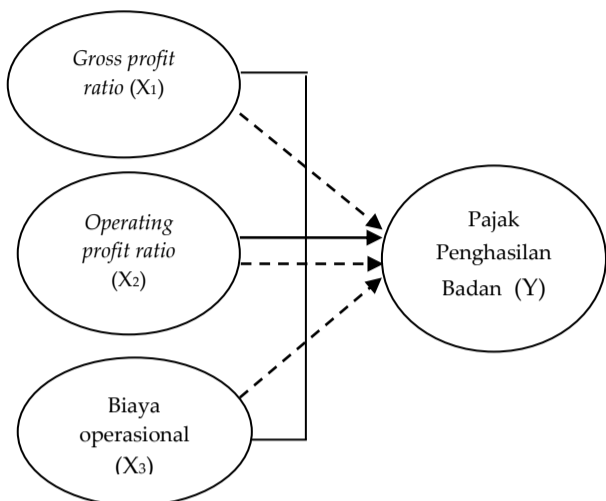 Gross profit
ratio (X1)
Operating
profit ratio
(X2)
Biaya
operasional
(X3)
Pajak
Penghasilan
Badan (Y)